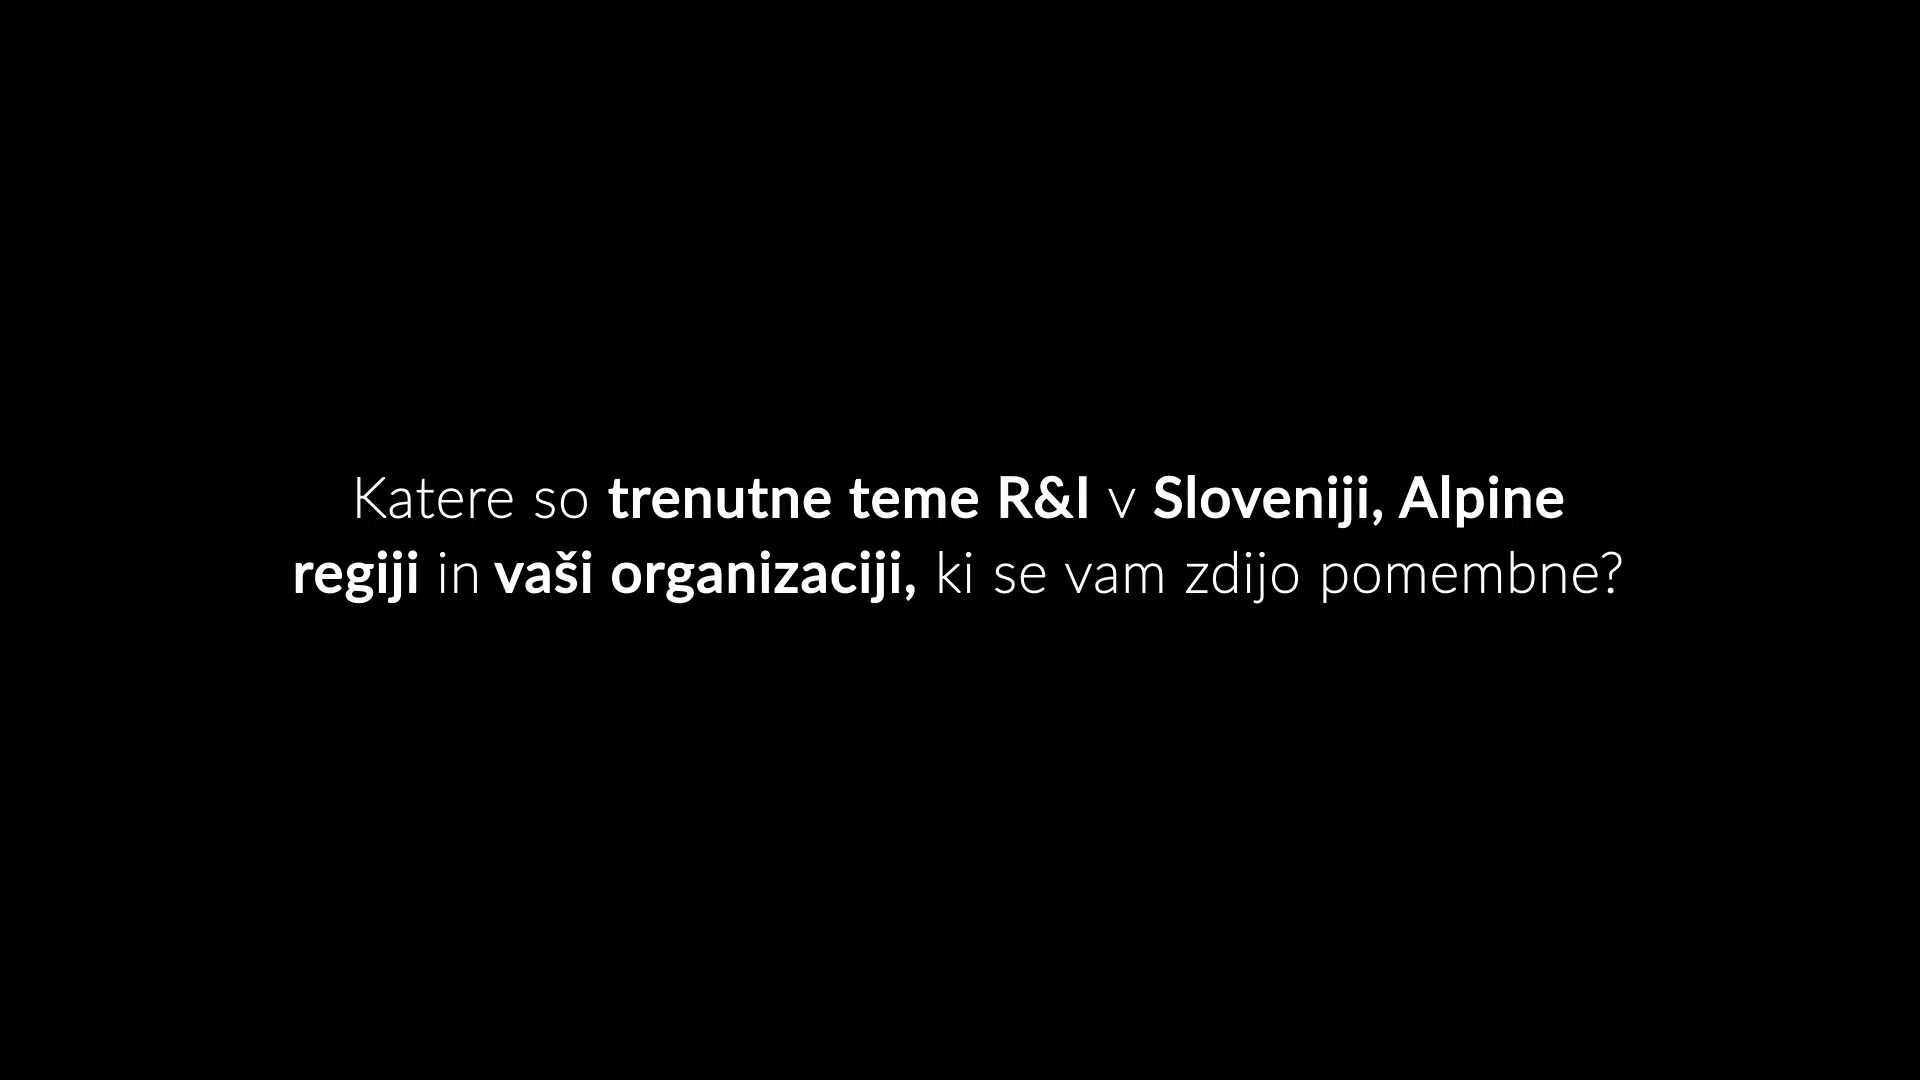 Katere so trenutne teme R&I v Sloveniji, Alpine
regiji in vaši organizaciji, ki se vam zdijo pomembne?